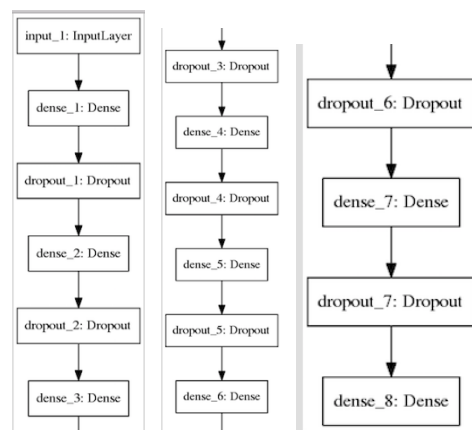 input_1: InputLayer
dense_1: Dense
dropout_1: Dropout
dense_2: Dense
dropout_2: Dropout
dense_3: Dense
dropout_3: Dropout
dense_4: Dense
dropout_4: Dropout
dense_5: Dense
dropout_5: Dropout
dense_6: Dense
dropout_6: Dropout
dense_7: Dense
dropout_7: Dropout
dense_8: Dense